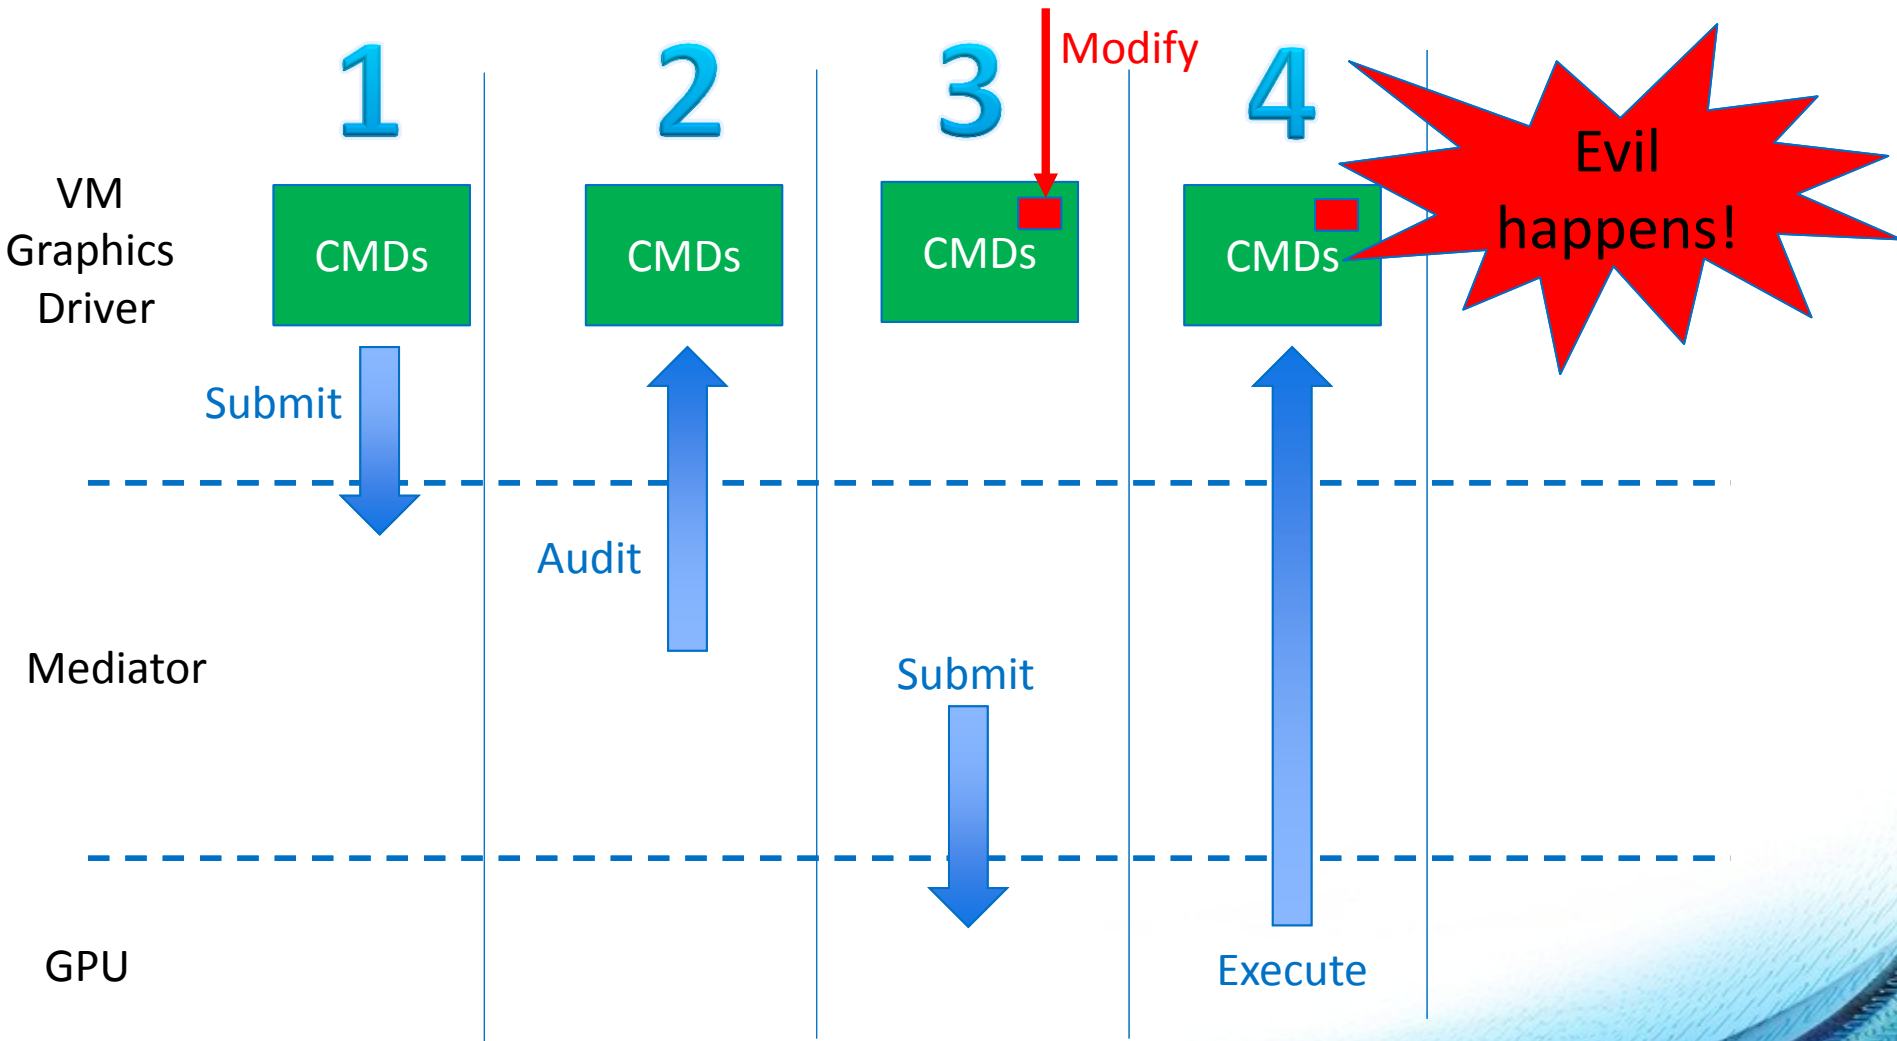 1
2
3
4
Modify
Evil
happens!
VM
Graphics
Driver
CMDs
CMDs
CMDs
CMDs
Submit
Audit
Mediator
Submit
GPU
Execute